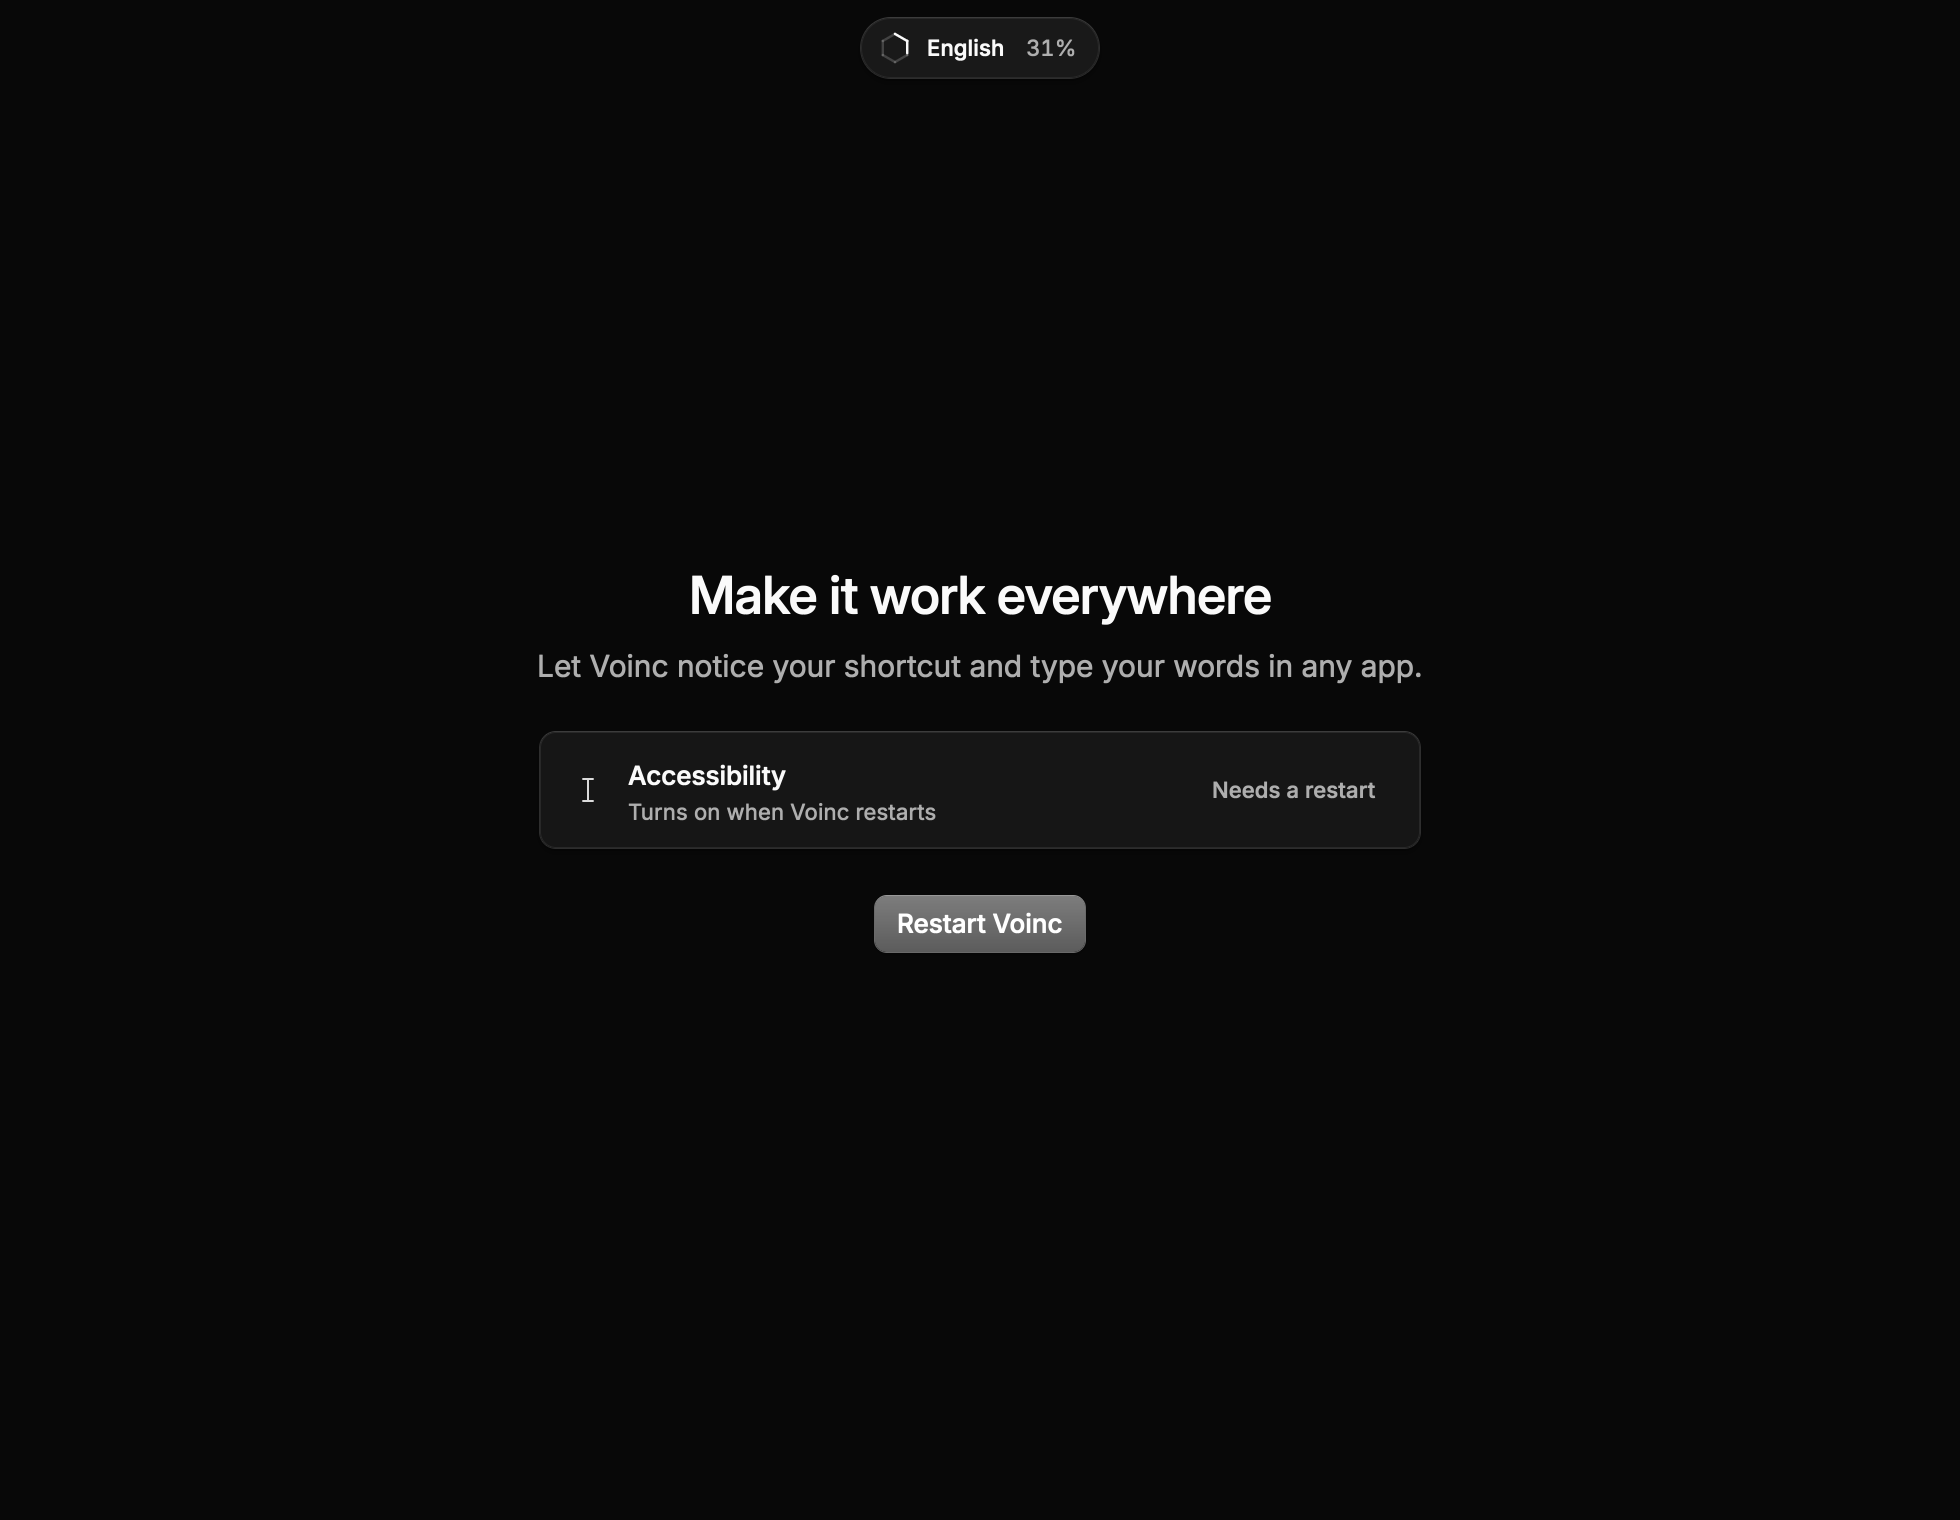 English 31%
Make it work everywhere
Let Voinc notice your shortcut and type your words in any app.
Accessibility
Turns on when Voinc restarts
Needs a restart
Restart Voinc